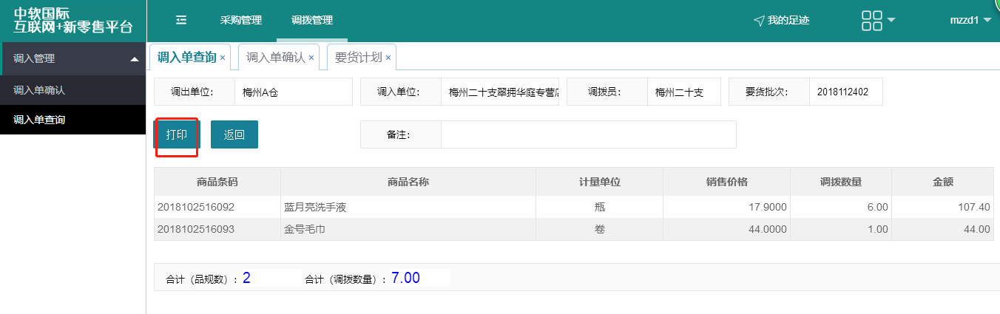 中软国际
互联网+新零售平台
采购管理
调拨管理
我的足迹
mzzd1
调入管理
调入单确认
调入单查询
调入单查询 ×
调入单确认 ×
要货计划 ×
调出单位: 梅州A仓
调入单位: 梅州二十支翠拥华庭专营店
调拨员: 梅州二十支
要货批次: 2018112402
打印
返回
备注:
商品条码 商品名称 计量单位 销售价格 调拨数量 金额
2018102516092 蓝月亮洗手液 瓶 17.9000 6.00 107.40
2018102516093 金号毛巾 卷 44.0000 1.00 44.00
合计（品规数）: 2 合计（调拨数量）: 7.00